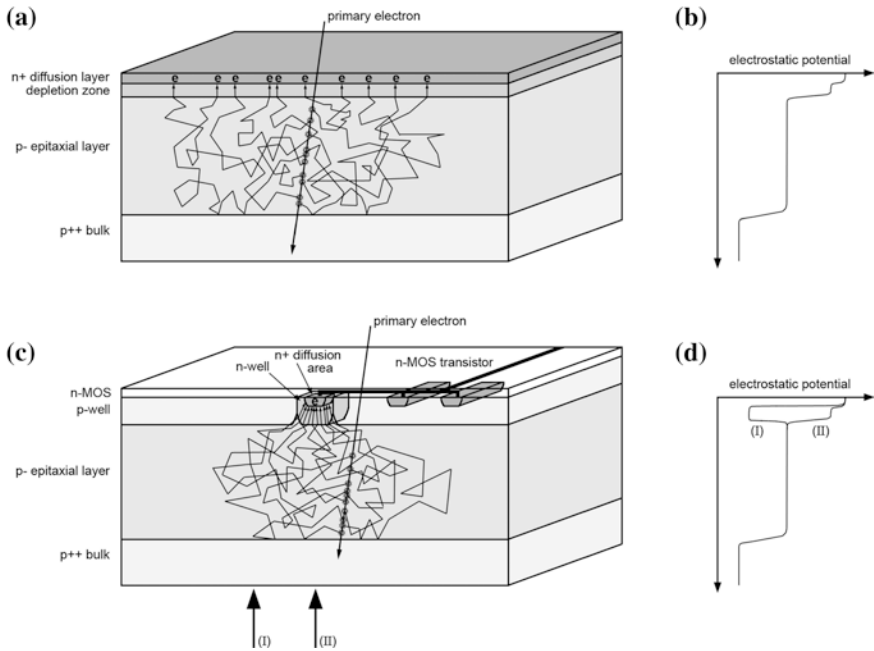 (a)
primary electron
n+ diffusion layer
depletion zone
e e e e e e e e e e
p- epitaxial layer
p++ bulk
(b)
electrostatic potential
(c)
primary electron
n+ diffusion
area
n-well
n-MOS transistor
n-MOS
p-well
e
p- epitaxial layer
p++ bulk
(I)
(II)
(d)
electrostatic potential
(I)
(II)